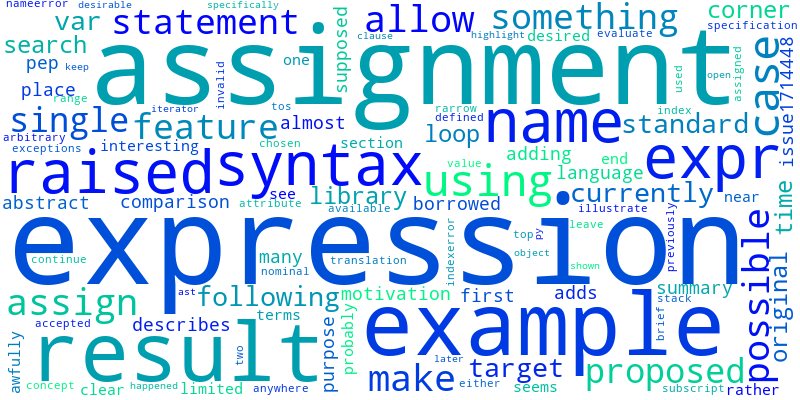 nameerror desirable specifically
var statement allow something corner
specification
search supposed clause desired evaluate
highlight
pep one keep
assignment
place invalid used assigned open case issue1714448
range iterator tos
single feature almost defined rarrow name index standard
arbitrary
exceptions interesting chosen section loop
raised syntax see adding end expr
value using. language
abstract comparison attribute library borrowed currently near
available illustrate time
expression
continue many nominal translation indexerror top py object leave shown previously possible original
assign ast following motivation first adds summary
accepted describes terms stack
result two purpose probably example brief
awfully later
concept clear happened limited anywhere make either target seems proposed subscript rather